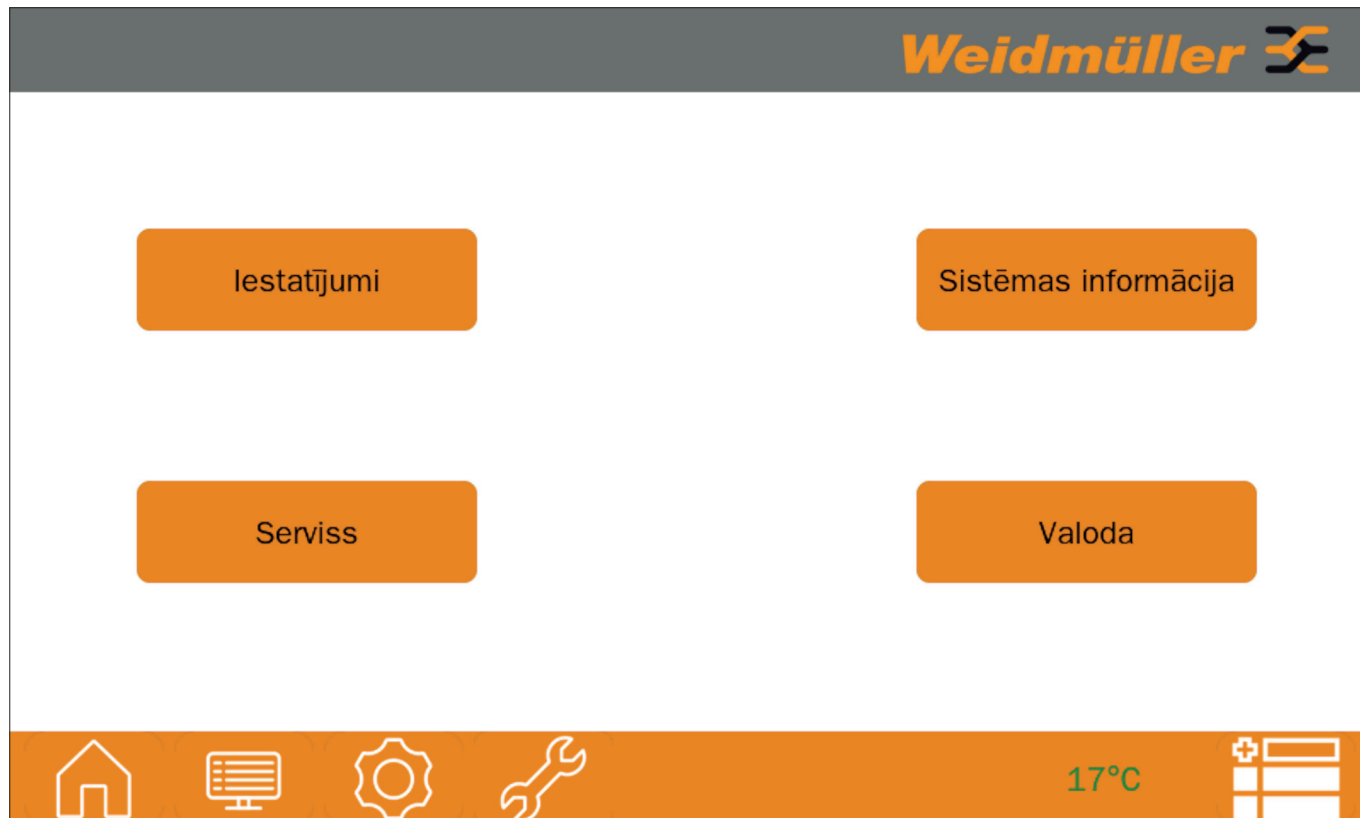 Weidmüller
Iestatījumi
Sistēmas informācija
Serviss
Valoda
17°C